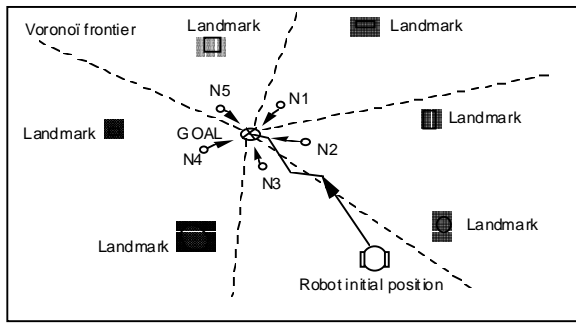 Voronoï frontier
Landmark
Landmark
N5
N1
Landmark
Landmark
GOAL
N4
N2
N3
Landmark
Landmark
Robot initial position